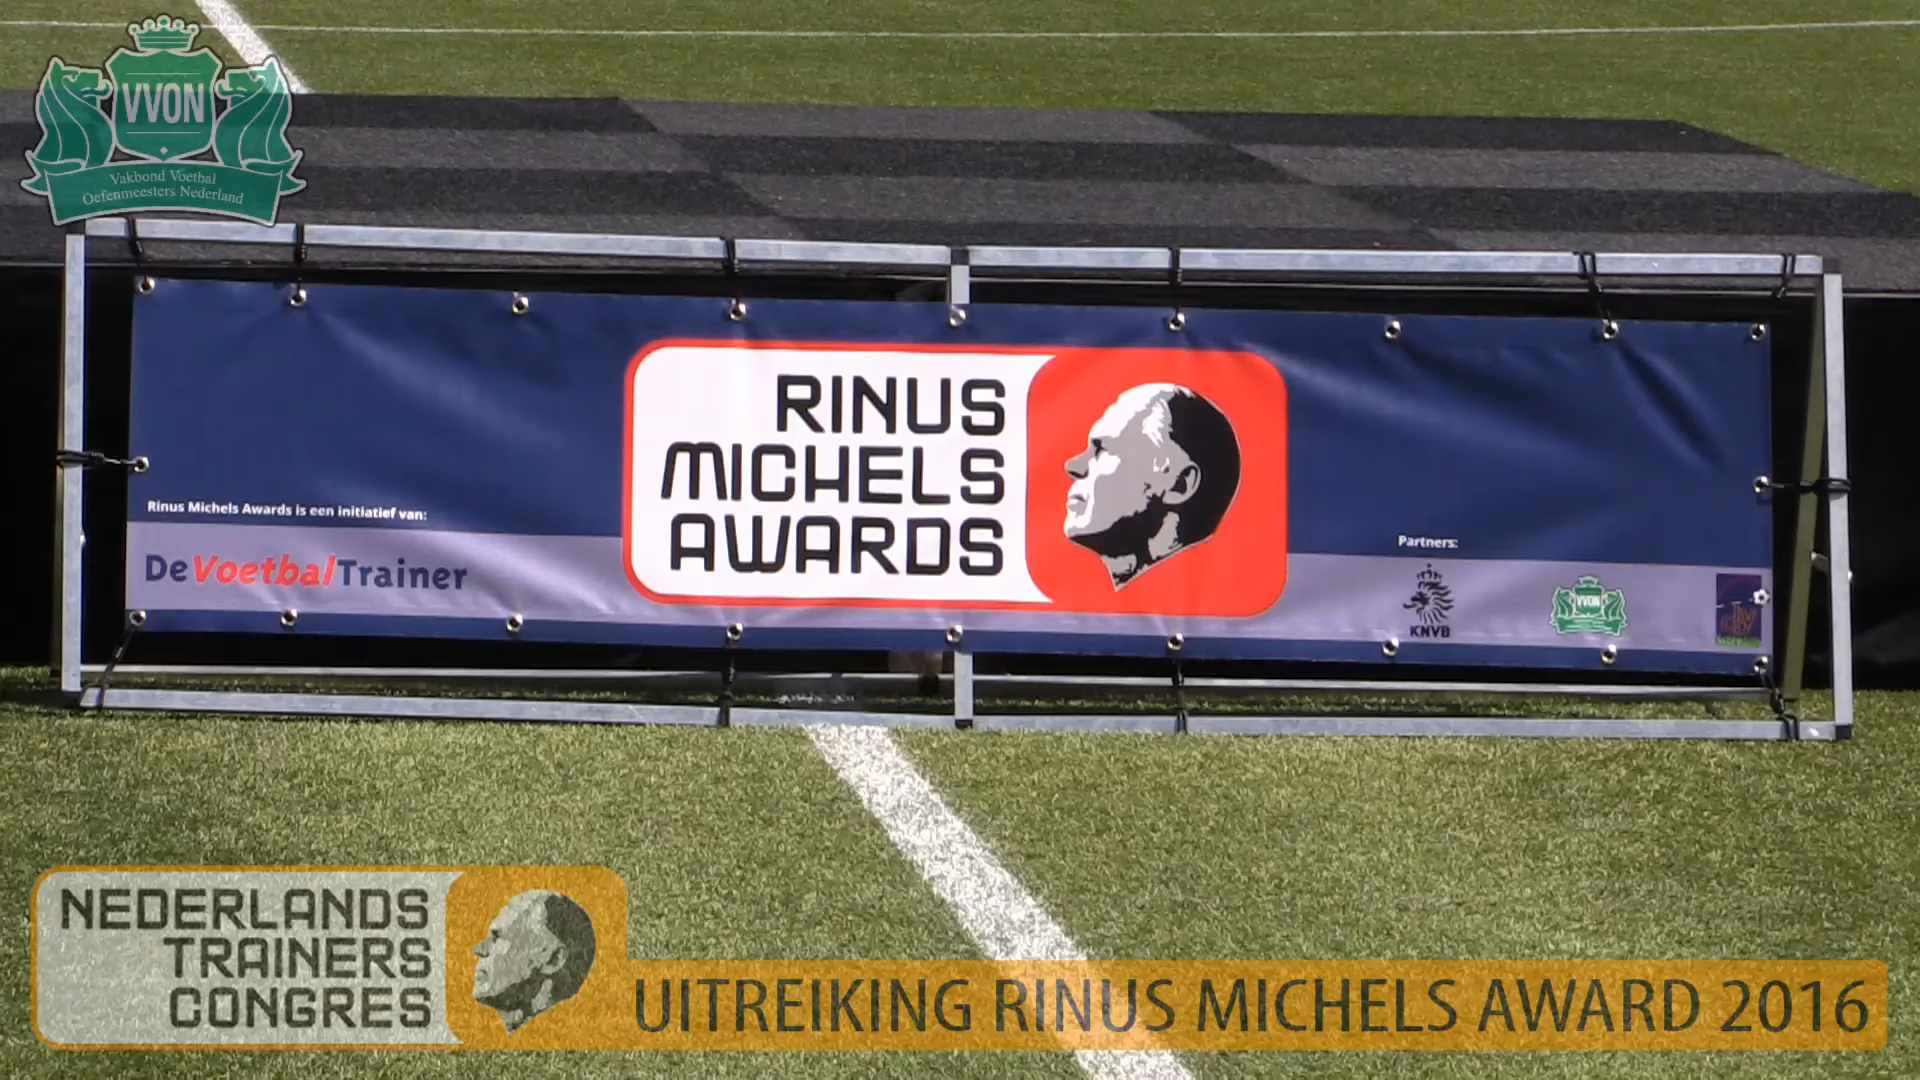 VVON
Vakbond Voetbal
Oefenmeesters Nederland
RINUS
MICHELS
AWARDS
Rinus Michels Awards is een initiatief van:
DeVoetbalTrainer
Partners:
KNVB
VVON
NEDERLANDS
TRAINERS
CONGRES
UITREIKING RINUS MICHELS AWARD 2016